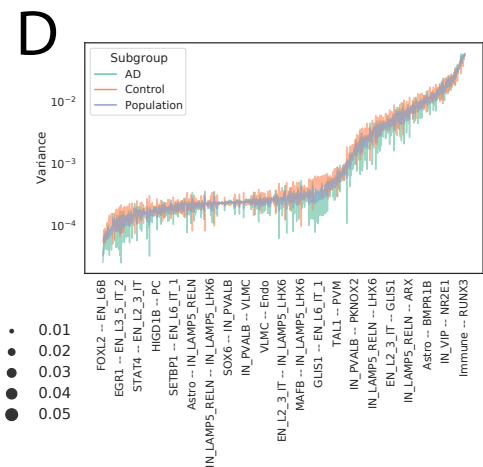 D
Subgroup
AD
Control
Population
Variance
10⁻²
10⁻³
10⁻⁴
FOXL2 -- EN_L6B
EGR1 -- EN_L3_5_IT_2
STAT4 -- EN_L2_3_IT
HIGD1B -- PC
SETBP1 -- EN_L6_IT_1
Astro -- IN_LAMP5_RELN
IN_LAMP5_RELN -- IN_LAMP5_LHX6
SOX6 -- IN_PVALB
IN_PVALB -- VLMC
VLMC -- Endo
EN_L2_3_IT -- IN_LAMP5_LHX6
MAFB -- IN_LAMP5_LHX6
GLIS1 -- EN_L6_IT_1
TAL1 -- PVM
IN_PVALB -- PKNOX2
IN_LAMP5_RELN -- LHX6
EN_L2_3_IT -- GLIS1
IN_LAMP5_RELN -- ARX
Astro -- BMPR1B
IN_VIP -- NR2E1
Immune -- RUNX3
0.01
0.02
0.03
0.04
0.05